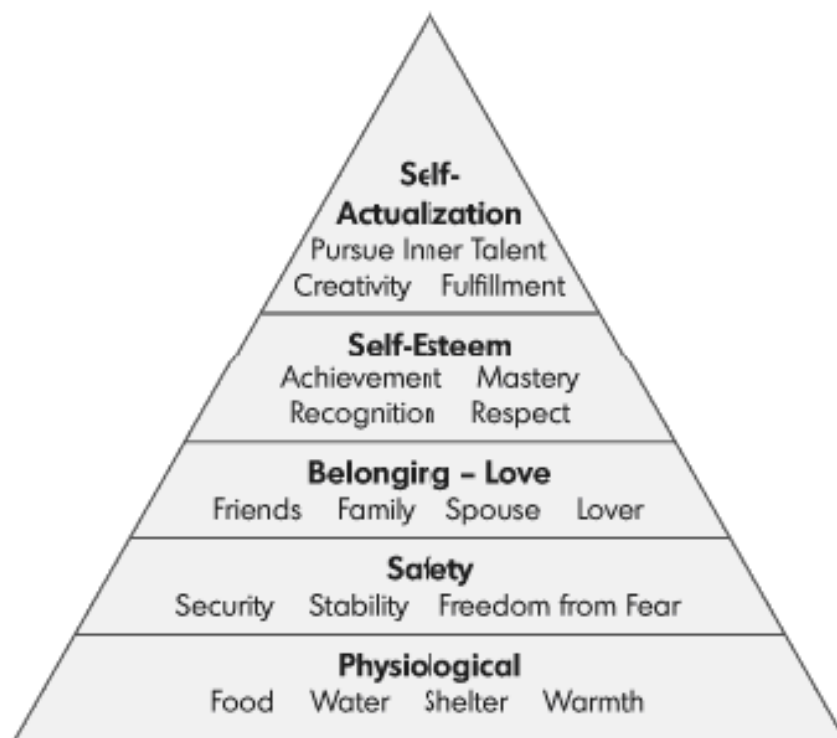 Self-
Actualization
Pursue Inner Talent
Creativity Fulfillment
Self-Esteem
Achievement Mastery
Recognition Respect
Belonging – Love
Friends Family Spouse Lover
Safety
Security Stability Freedom from Fear
Physiological
Food Water Shelter Warmth